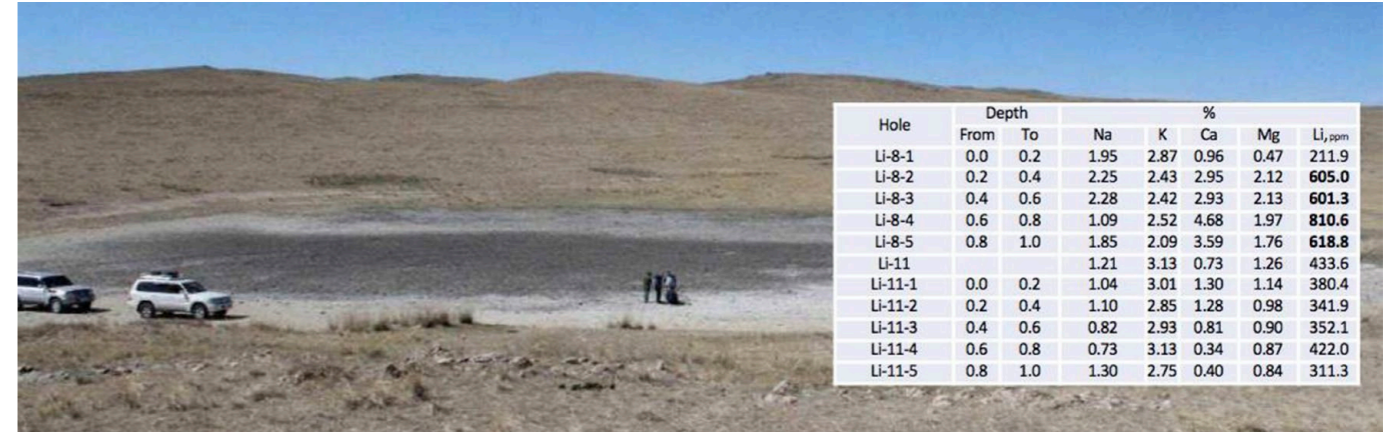 Hole Depth %
From To Na K Ca Mg Li, ppm
Li-8-1 0.0 0.2 1.95 2.87 0.96 0.47 211.9
Li-8-2 0.2 0.4 2.25 2.43 2.95 2.12 605.0
Li-8-3 0.4 0.6 2.28 2.42 2.93 2.13 601.3
Li-8-4 0.6 0.8 1.09 2.52 4.68 1.97 810.6
Li-8-5 0.8 1.0 1.85 2.09 3.59 1.76 618.8
Li-11 1.21 3.13 0.73 1.26 433.6
Li-11-1 0.0 0.2 1.04 3.01 1.30 1.14 380.4
Li-11-2 0.2 0.4 1.10 2.85 1.28 0.98 341.9
Li-11-3 0.4 0.6 0.82 2.93 0.81 0.90 352.1
Li-11-4 0.6 0.8 0.73 3.13 0.34 0.87 422.0
Li-11-5 0.8 1.0 1.30 2.75 0.40 0.84 311.3